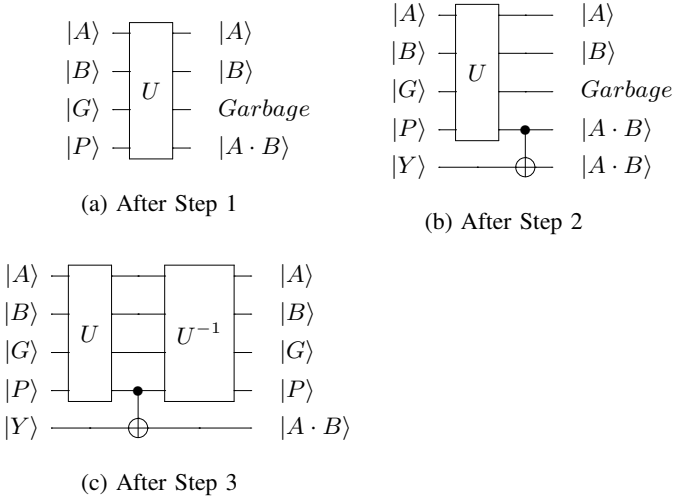 |A⟩ |A⟩
|B⟩ |B⟩
U
|G⟩ Garbage
|P⟩ |A · B⟩
(a) After Step 1
|A⟩ |A⟩
|B⟩ |B⟩
U
|G⟩ Garbage
|P⟩ |A · B⟩
|Y⟩ |A · B⟩
(b) After Step 2
|A⟩ |A⟩
|B⟩ |B⟩
U U⁻¹
|G⟩ |G⟩
|P⟩ |P⟩
|Y⟩ |A · B⟩
(c) After Step 3